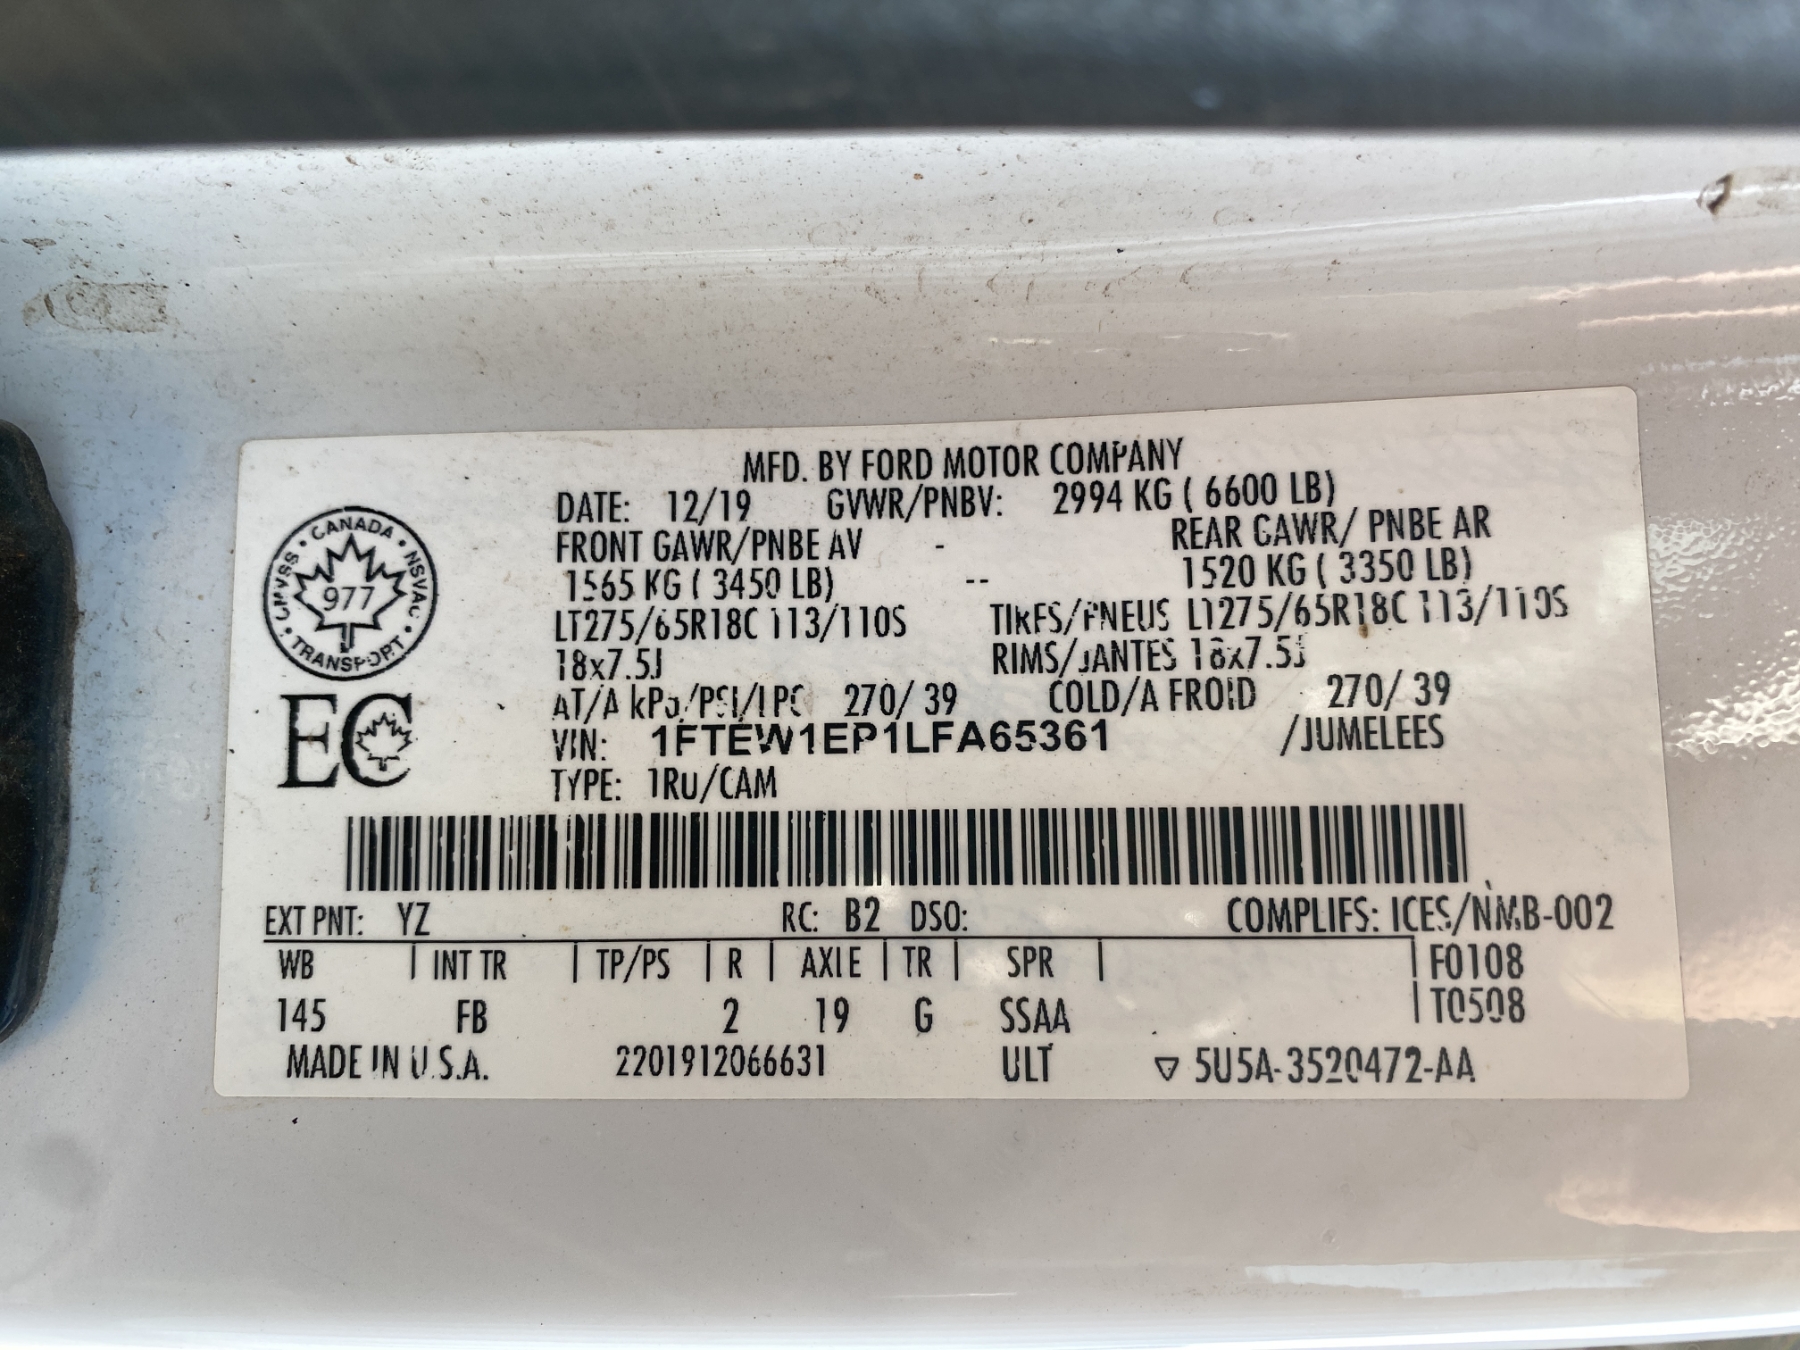 MFD. BY FORD MOTOR COMPANY
DATE: 12/19 GVWR/PNBV: 2994 KG ( 6600 LB)
FRONT GAWR/PNBE AV - REAR GAWR/ PNBE AR
1565 KG ( 3450 LB) -- 1520 KG ( 3350 LB)
LT275/65R18C 113/110S TIRES/PNEUS LT275/65R18C 113/110S
18x7.5J RIMS/JANTES 18x7.5J
AT/A kPa/PSI/LPC 270/ 39 COLD/A FROID 270/ 39
VIN: 1FTEW1EP1LFA65361 /JUMELEES
TYPE: TRU/CAM
CANADA
CMVSS NSVAC
977
TRANSPORT
EC
EXT PNT: YZ RC: B2 DSO: COMPLIES: ICES/NMB-002
WB | INT TR | TP/PS | R | AXLE | TR | SPR | | F0108
145 FB 2 19 G SSAA | T0508
MADE IN U.S.A. 2201912066631 ULT ▽ 5U5A-3520472-AA